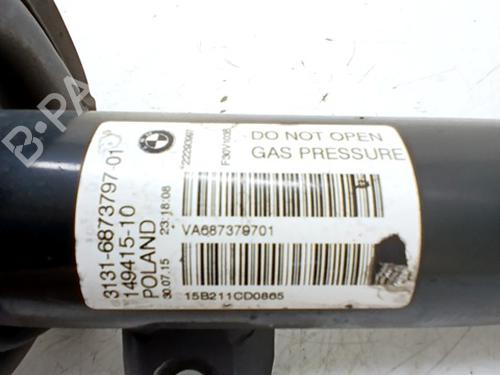 3131-6873797-01
149415-10
POLAND
30.07.15 23:18:08
DO NOT OPEN
GAS PRESSURE
VA687379701
15B211CD0865
B-PARTS